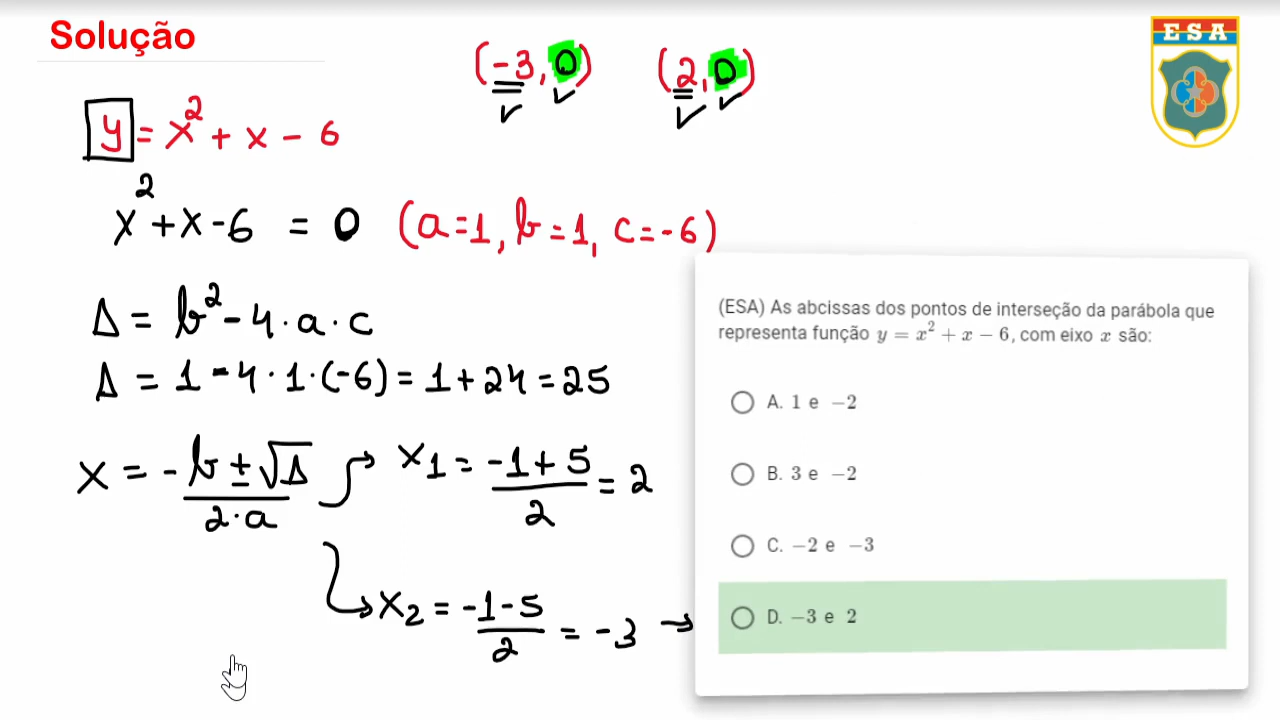 Solução
(-3, 0) (2, 0)
ESA
y = x² + x - 6
x² + x - 6 = 0 (a=1, b=1, c=-6)
Δ = b² - 4·a·c
Δ = 1 - 4·1·(-6) = 1 + 24 = 25
x = -b ± √Δ / 2·a
x1 = -1 + 5 / 2 = 2
x2 = -1 - 5 / 2 = -3 →
(ESA) As abcissas dos pontos de interseção da parábola que
representa função y = x² + x − 6, com eixo x são:
A. 1 e −2
B. 3 e −2
C. −2 e −3
D. −3 e 2